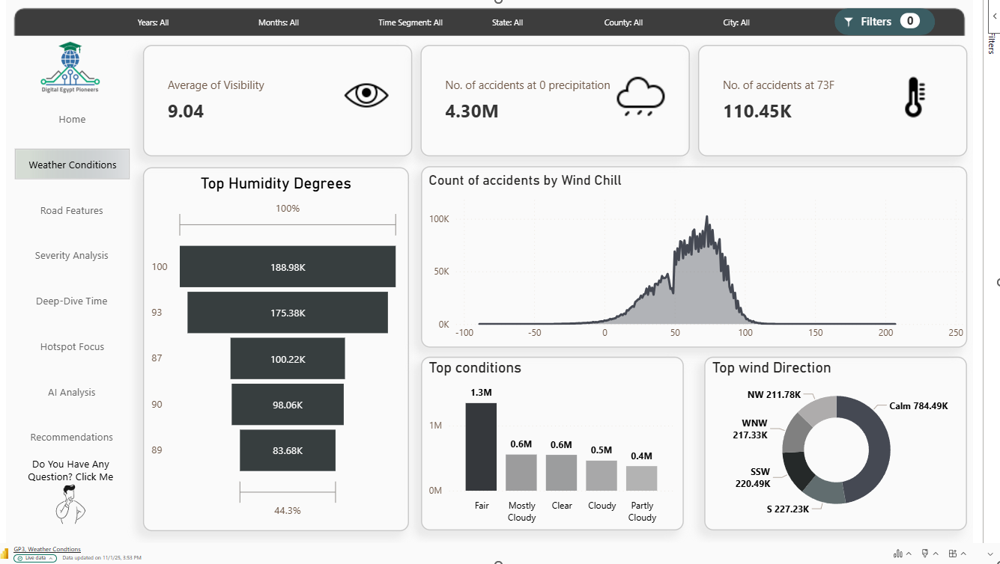 Years: All
Months: All
Time Segment: All
State: All
County: All
City: All
Filters 0
Filters
Digital Egypt Pioneers
Home
Weather Conditions
Road Features
Severity Analysis
Deep-Dive Time
Hotspot Focus
AI Analysis
Recommendations
Do You Have Any
Question? Click Me
Average of Visibility
9.04
No. of accidents at 0 precipitation
4.30M
No. of accidents at 73F
110.45K
Top Humidity Degrees
100%
100 188.98K
93 175.38K
87 100.22K
90 98.06K
89 83.68K
44.3%
Count of accidents by Wind Chill
100K
50K
0K
-100 -50 0 50 100 150 200 250
Top conditions
1M
0M
1.3M 0.6M 0.6M 0.5M 0.4M
Fair
Mostly
Cloudy
Clear
Cloudy
Partly
Cloudy
Top wind Direction
NW 211.78K
Calm 784.49K
WNW
217.33K
SSW
220.49K
S 227.23K
GP3, Weather Conditions
Live data
Data updated on 11/1/25, 3:53 PM